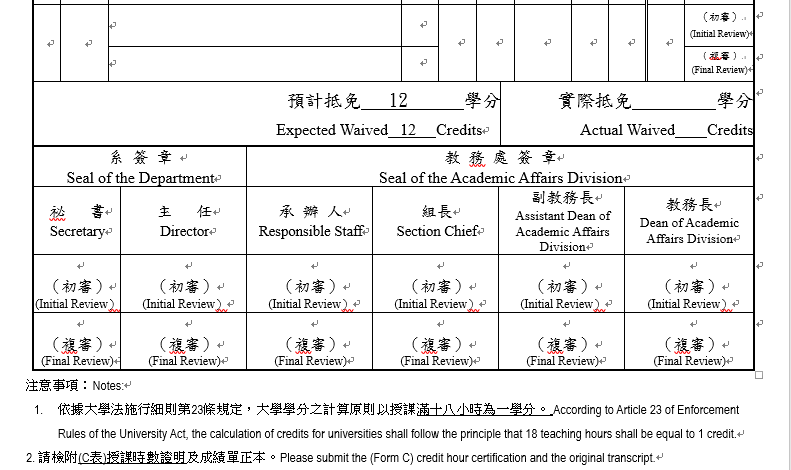 （初審）
(Initial Review)
（複審）
(Final Review)
預計抵免 12 學分 實際抵免 學分
Expected Waived 12 Credits Actual Waived Credits
系簽章 教務處簽章
Seal of the Department Seal of the Academic Affairs Division
祕書 主任 承辦人 組長 副教務長 教務長
Secretary Director Responsible Staff Section Chief Assistant Dean of Academic Affairs Division Dean of Academic Affairs Division
（初審） （初審） （初審） （初審） （初審） （初審）
(Initial Review) (Initial Review) (Initial Review) (Initial Review) (Initial Review) (Initial Review)
（複審） （複審） （複審） （複審） （複審） （複審）
(Final Review) (Final Review) (Final Review) (Final Review) (Final Review) (Final Review)
注意事項：Notes:
1. 依據大學法施行細則第23條規定，大學學分之計算原則以授課滿十八小時為一學分。According to Article 23 of Enforcement
Rules of the University Act, the calculation of credits for universities shall follow the principle that 18 teaching hours shall be equal to 1 credit.
2. 請檢附(C表)授課時數證明及成績單正本。Please submit the (Form C) credit hour certification and the original transcript.